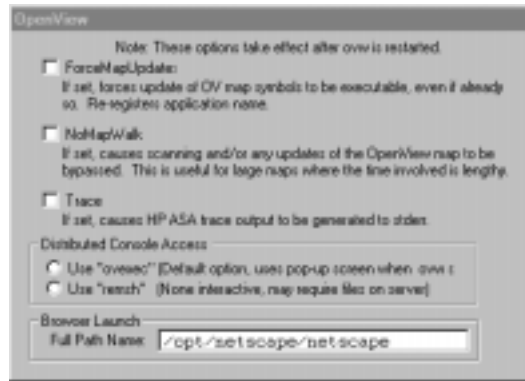 OpenView
Note: These options take effect after ovw is restarted.
ForceMapUpdate:
If set, forces update of OV map symbols to be executable, even if already
so. Re-registers application name.
NoMapWalk
If set, causes scanning and/or any updates of the OpenView map to be
bypassed. This is useful for large maps where the time involved is lengthy.
Trace
If set, causes HP ASA trace output to be generated to stderr.
Distributed Console Access
Use "ovexec" (Default option, uses pop-up screen when ovw s
Use "remsh" (None interactive, may require files on server)
Browser Launch
Full Path Name: /opt/netscape/netscape